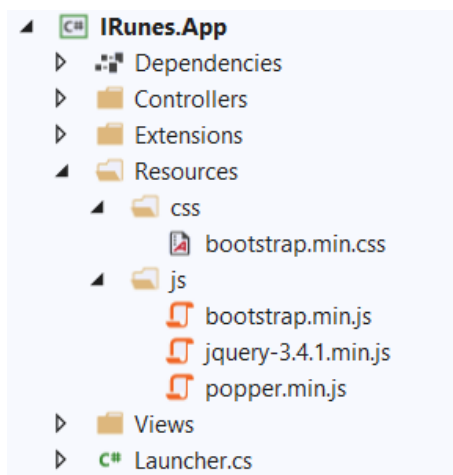 C# IRunes.App
Dependencies
Controllers
Extensions
Resources
css
bootstrap.min.css
js
bootstrap.min.js
jquery-3.4.1.min.js
popper.min.js
Views
C# Launcher.cs